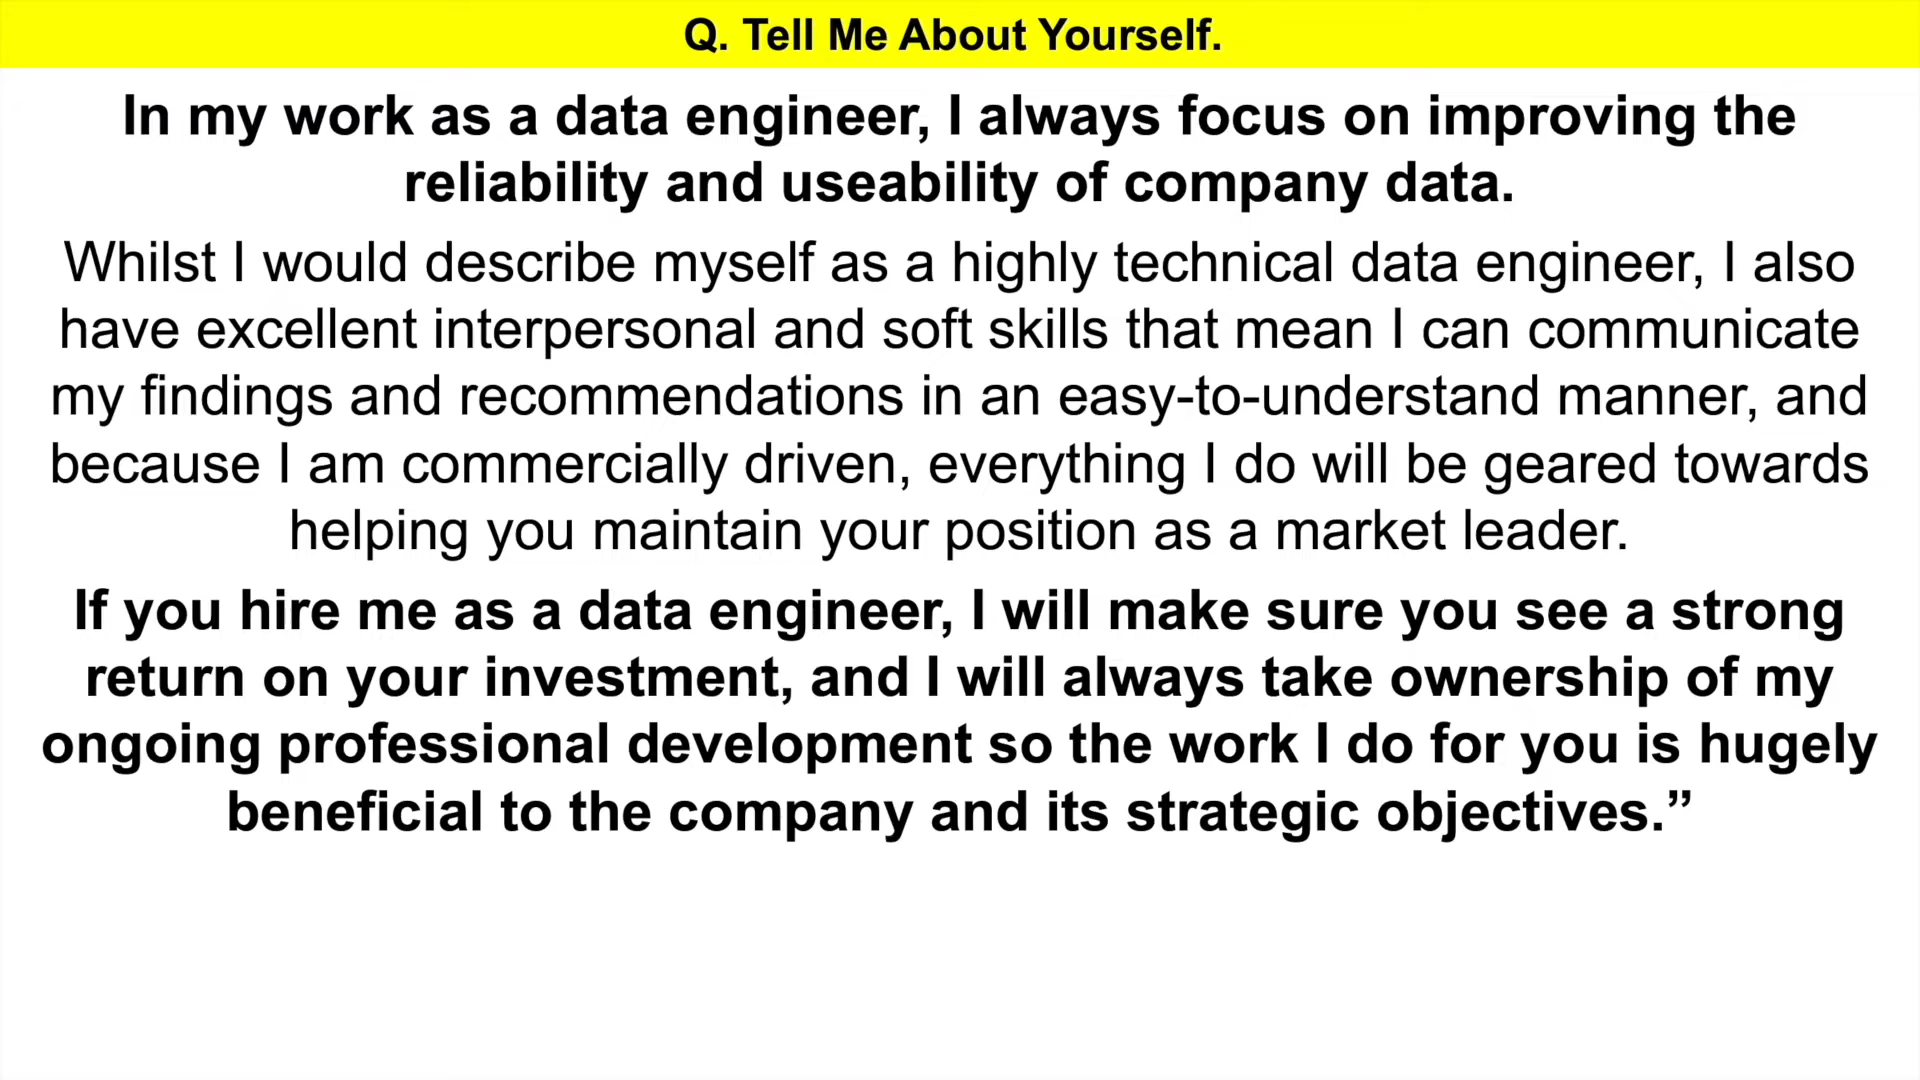 Q. Tell Me About Yourself.
In my work as a data engineer, I always focus on improving the
reliability and useability of company data.
Whilst I would describe myself as a highly technical data engineer, I also
have excellent interpersonal and soft skills that mean I can communicate
my findings and recommendations in an easy-to-understand manner, and
because I am commercially driven, everything I do will be geared towards
helping you maintain your position as a market leader.
If you hire me as a data engineer, I will make sure you see a strong
return on your investment, and I will always take ownership of my
ongoing professional development so the work I do for you is hugely
beneficial to the company and its strategic objectives.”